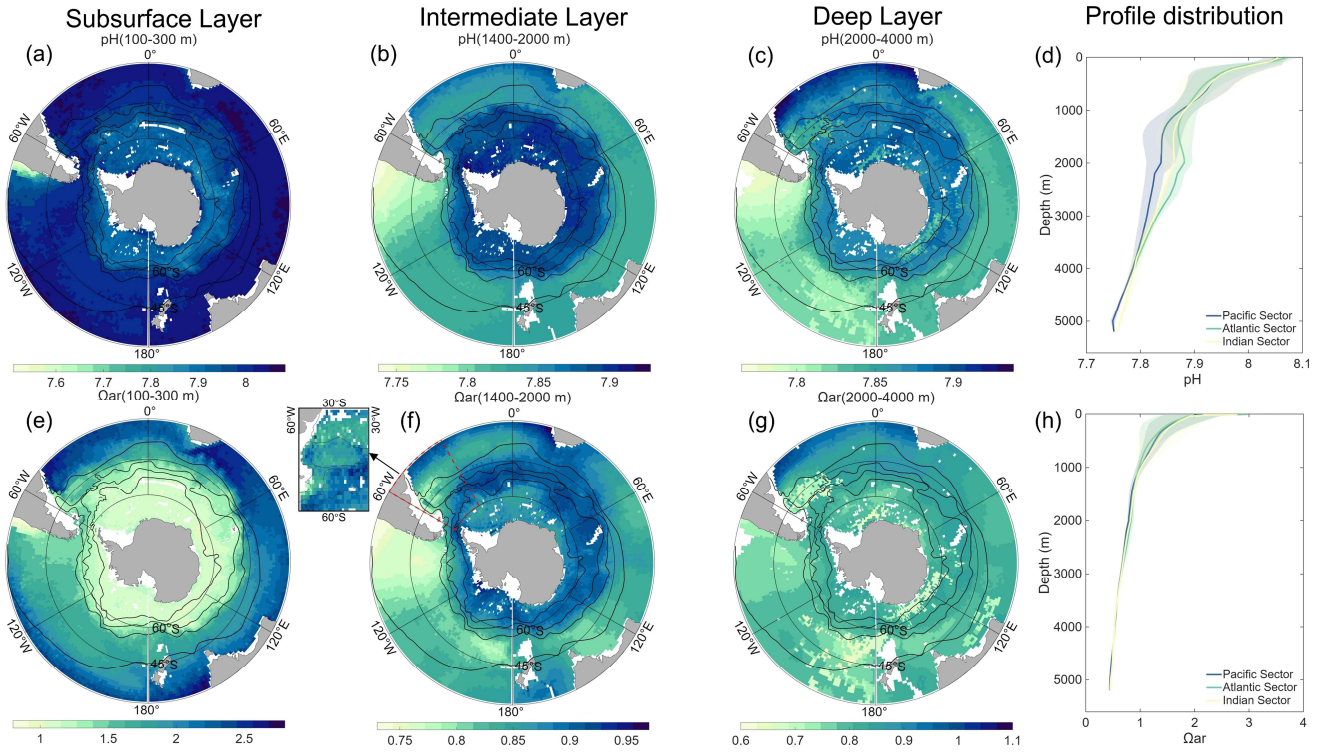 Subsurface Layer
Intermediate Layer
Deep Layer
Profile distribution
pH(100-300 m)
pH(1400-2000 m)
pH(2000-4000 m)
(a)
0°
60°W
60°E
120°W
120°E
60°S
45°S
180°
7.6 7.7 7.8 7.9 8
(b)
0°
60°W
60°E
120°W
120°E
60°S
45°S
180°
7.75 7.8 7.85 7.9
(c)
0°
60°W
60°E
120°W
120°E
60°S
45°S
180°
7.8 7.85 7.9
(d)
0
1000
2000
3000
4000
5000
Depth (m)
Pacific Sector
Atlantic Sector
Indian Sector
7.7 7.8 7.9 8 8.1
pH
Ωar(100-300 m)
Ωar(1400-2000 m)
Ωar(2000-4000 m)
(e)
0°
60°W
60°E
120°W
120°E
60°S
45°S
180°
1 1.5 2 2.5
30°S
60°W
30°W
60°S
(f)
0°
60°W
60°E
120°W
120°E
60°S
45°S
180°
0.75 0.8 0.85 0.9 0.95
(g)
0°
60°W
60°E
120°W
120°E
60°S
45°S
180°
0.6 0.7 0.8 0.9 1 1.1
(h)
0
1000
2000
3000
4000
5000
Depth (m)
Pacific Sector
Atlantic Sector
Indian Sector
0 1 2 3 4
Ωar